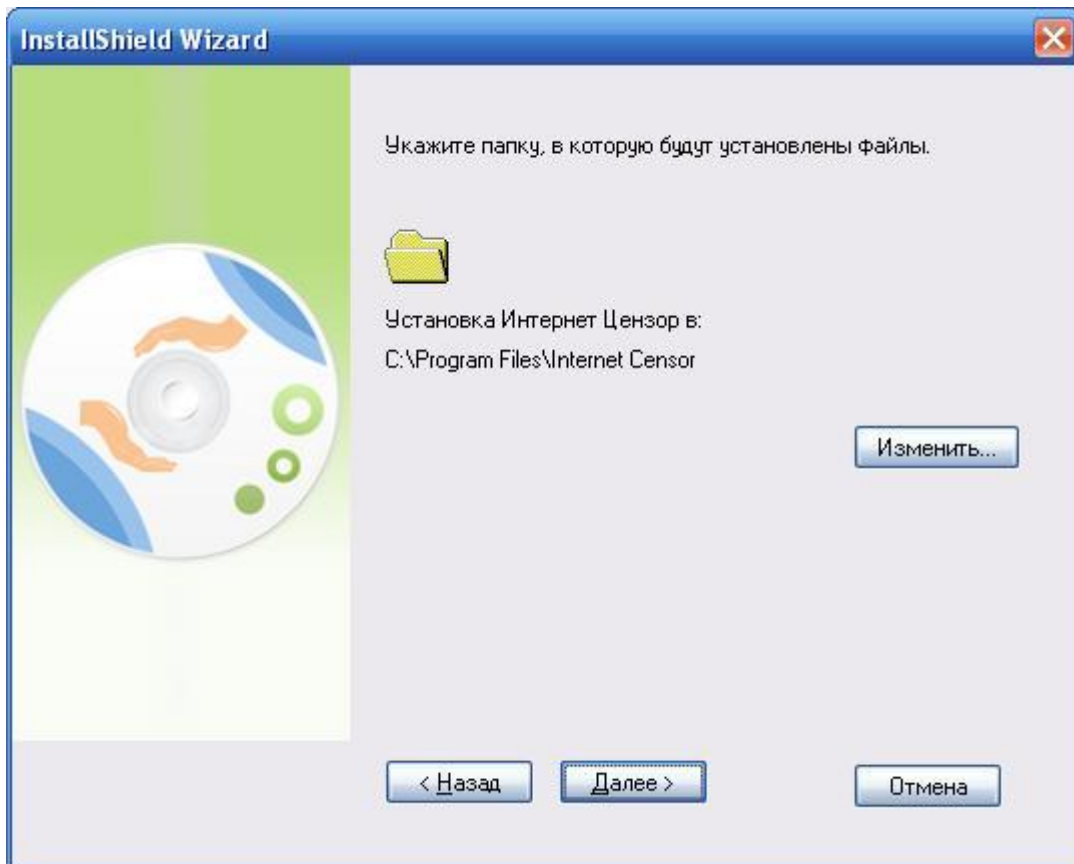 InstallShield Wizard
Укажите папку, в которую будут установлены файлы.
Установка Интернет Цензор в:
C:\Program Files\Internet Censor
Изменить...
< Назад
Далее >
Отмена